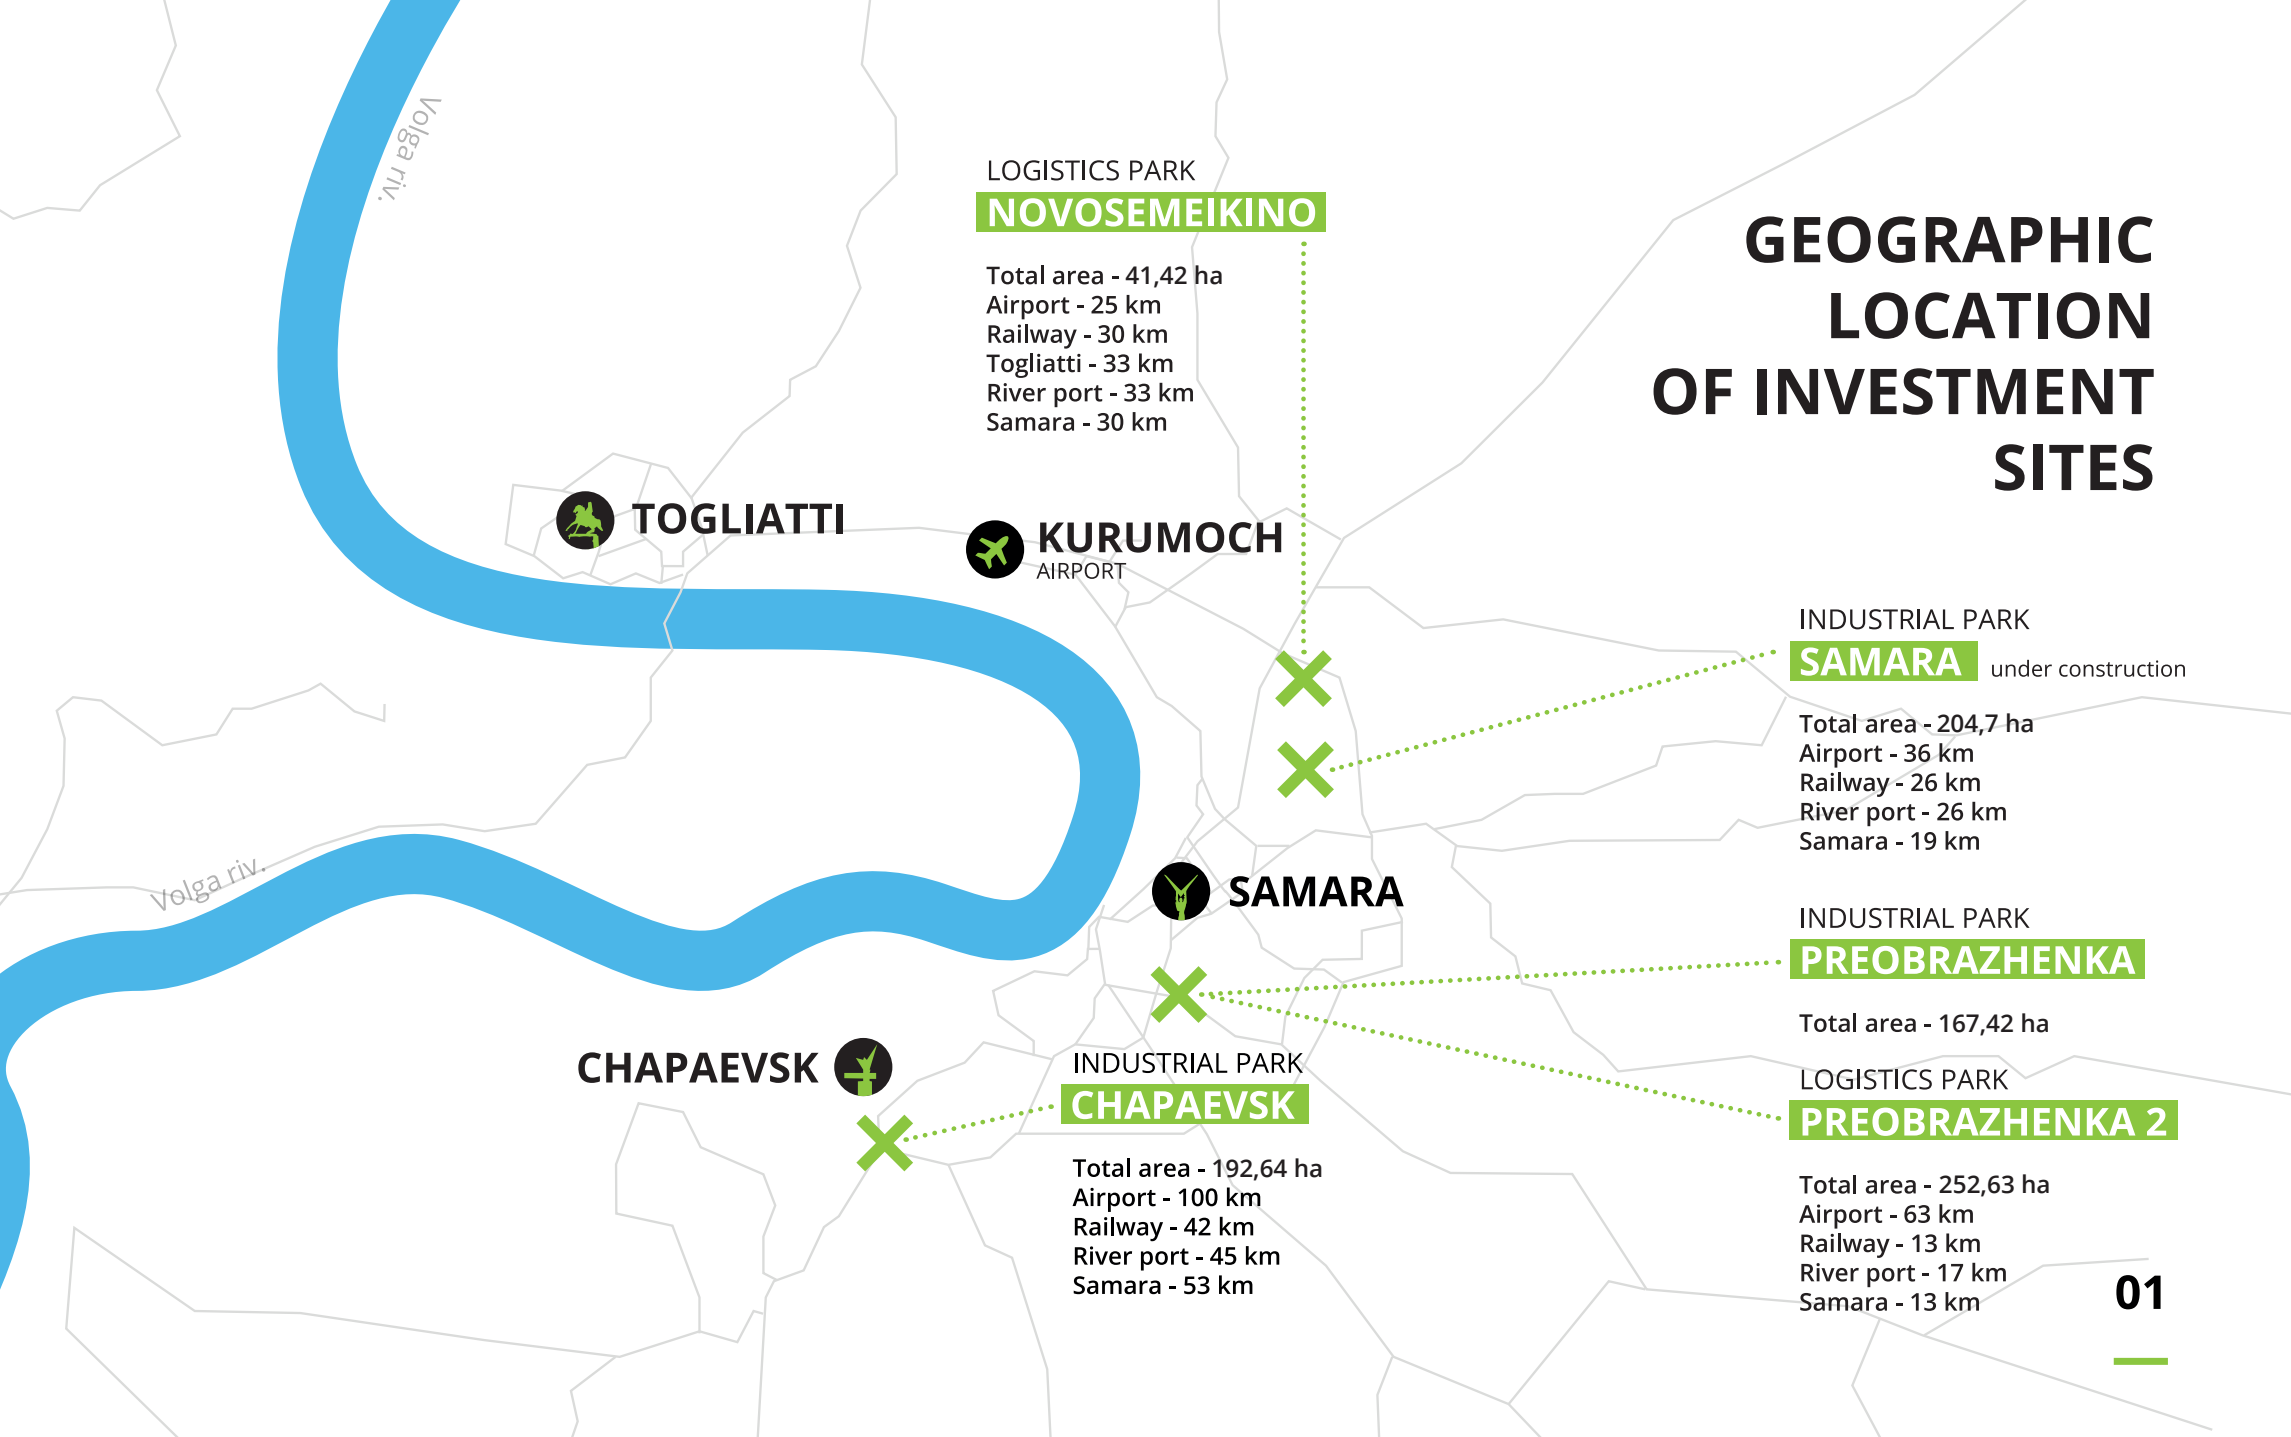 Volga riv.
LOGISTICS PARK
NOVOSEMEIKINO
Total area - 41,42 ha
Airport - 25 km
Railway - 30 km
Togliatti - 33 km
River port - 33 km
Samara - 30 km
GEOGRAPHIC
LOCATION
OF INVESTMENT
SITES
TOGLIATTI
KURUMOCH
AIRPORT
INDUSTRIAL PARK
SAMARA under construction
Total area - 204,7 ha
Airport - 36 km
Railway - 26 km
River port - 26 km
Samara - 19 km
Volga riv.
SAMARA
INDUSTRIAL PARK
PREOBRAZHENKA
Total area - 167,42 ha
CHAPAEVSK
INDUSTRIAL PARK
CHAPAEVSK
Total area - 192,64 ha
Airport - 100 km
Railway - 42 km
River port - 45 km
Samara - 53 km
LOGISTICS PARK
PREOBRAZHENKA 2
Total area - 252,63 ha
Airport - 63 km
Railway - 13 km
River port - 17 km
Samara - 13 km
01